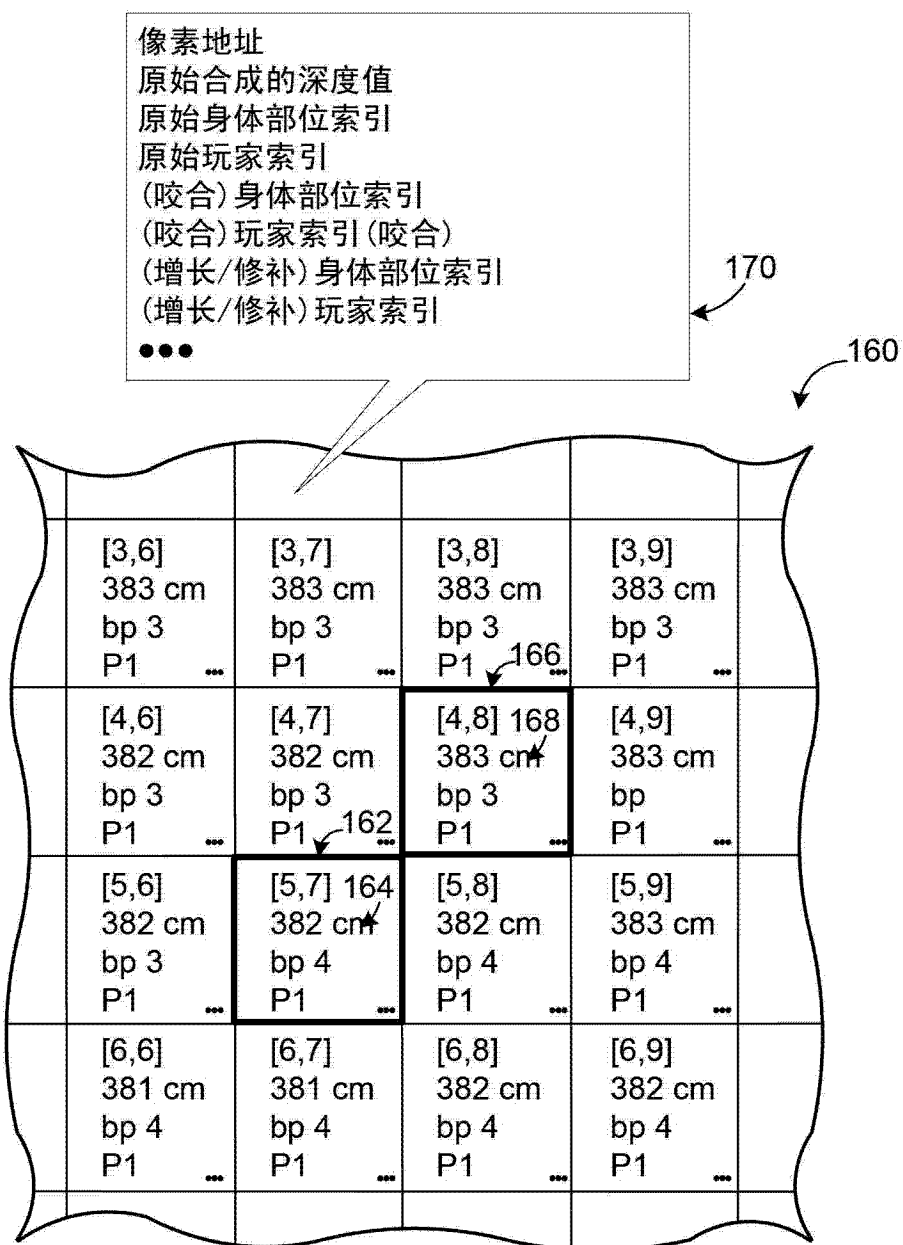 像素地址
原始合成的深度值
原始身体部位索引
原始玩家索引
(咬合)身体部位索引
(咬合)玩家索引(咬合)
(增长/修补)身体部位索引
(增长/修补)玩家索引
•••
170
160
[3,6] [3,7] [3,8] [3,9]
383 cm 383 cm 383 cm 383 cm
bp 3 bp 3 bp 3 bp 3
P1 ••• P1 ••• P1 ••• P1 •••
166
[4,6] [4,7] [4,8] 168 [4,9]
382 cm 382 cm 383 cm 383 cm
bp 3 bp 3 bp 3 bp
P1 ••• P1 ••• P1 ••• P1 •••
162
[5,6] [5,7] 164 [5,8] [5,9]
382 cm 382 cm 382 cm 383 cm
bp 3 bp 4 bp 4 bp 4
P1 ••• P1 ••• P1 ••• P1 •••
[6,6] [6,7] [6,8] [6,9]
381 cm 381 cm 382 cm 382 cm
bp 4 bp 4 bp 4 bp 4
P1 ••• P1 ••• P1 ••• P1 •••